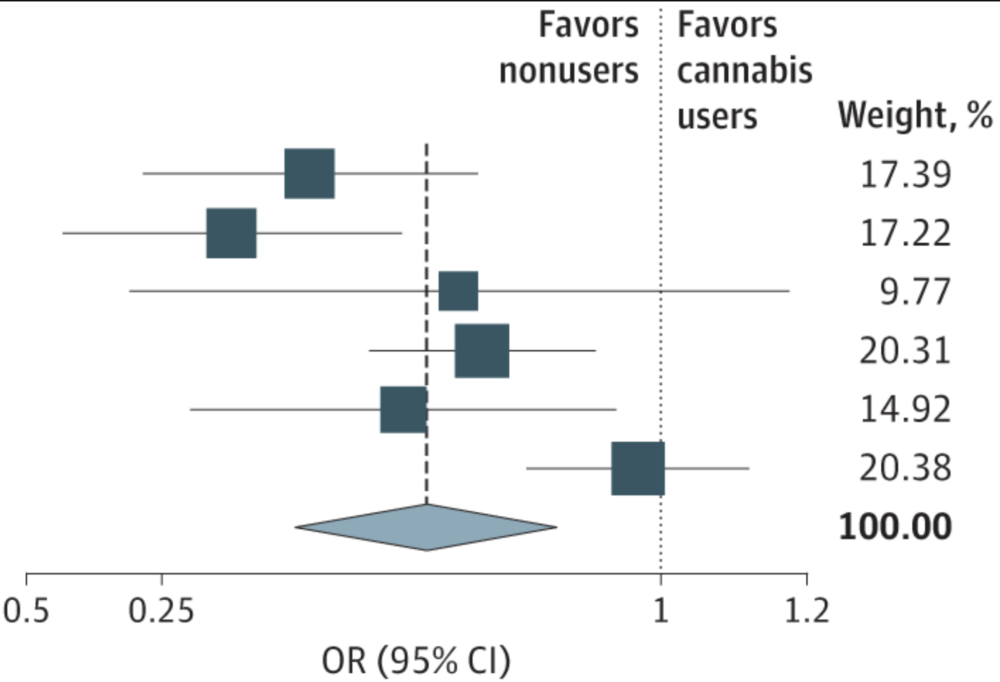 Favors
nonusers
Favors
cannabis
users
Weight, %
17.39
17.22
9.77
20.31
14.92
20.38
100.00
0.5 0.25 1 1.2
OR (95% CI)